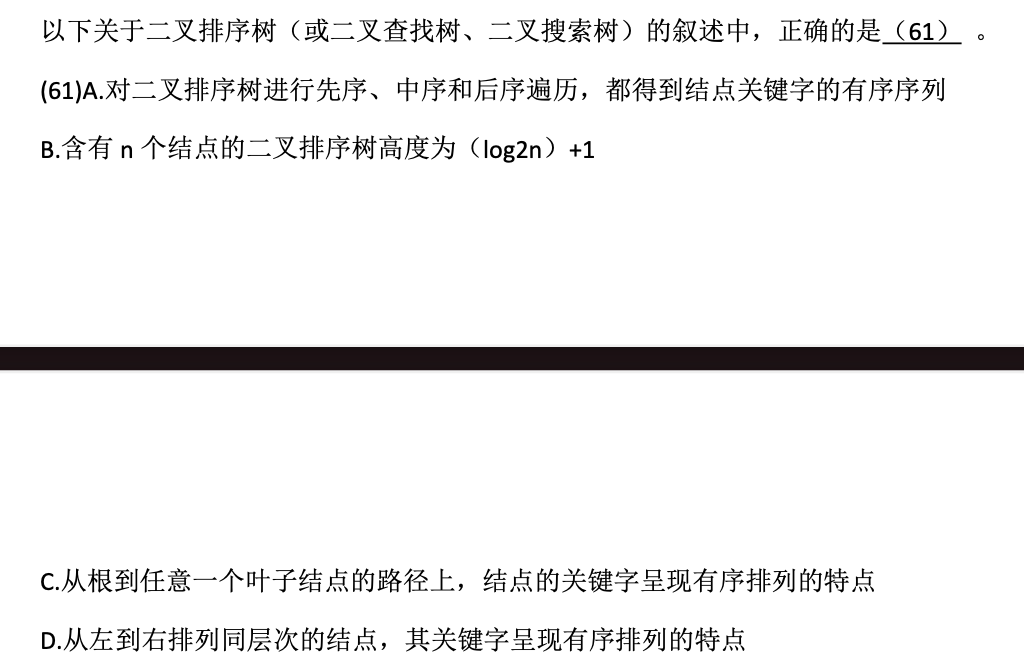 以下关于二叉排序树（或二叉查找树、二叉搜索树）的叙述中，正确的是（61） 。
(61)A.对二叉排序树进行先序、中序和后序遍历，都得到结点关键字的有序序列
B.含有 n 个结点的二叉排序树高度为（log2n）+1
C.从根到任意一个叶子结点的路径上，结点的关键字呈现有序排列的特点
D.从左到右排列同层次的结点，其关键字呈现有序排列的特点